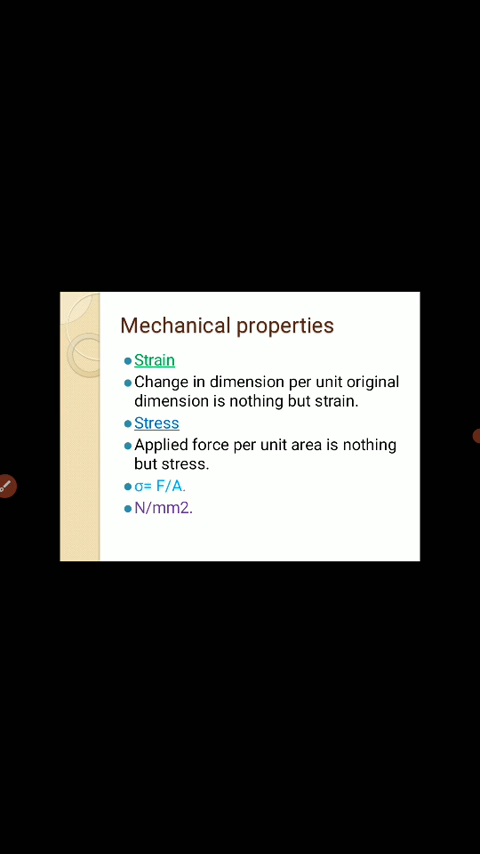 Mechanical properties
Strain
Change in dimension per unit original
dimension is nothing but strain.
Stress
Applied force per unit area is nothing
but stress.
σ= F/A.
N/mm2.